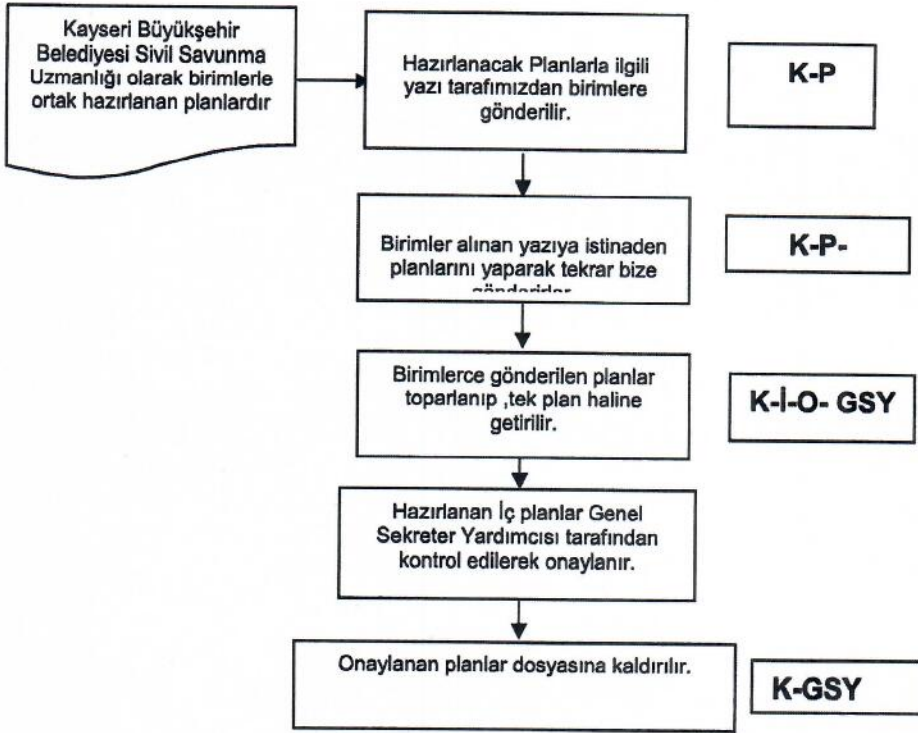 Kayseri Büyükşehir
Belediyesi Sivil Savunma
Uzmanlığı olarak birimlerle
ortak hazırlanan planlardır
Hazırlanacak Planlarla ilgili
yazı tarafımızdan birimlere
gönderilir.
K-P
Birimler alınan yazıya istinaden
planlarını yaparak tekrar bize
K-P-
Birimlerce gönderilen planlar
toparlanıp ,tek plan haline
getirilir.
K-İ-O- GSY
Hazırlanan İç planlar Genel
Sekreter Yardımcısı tarafından
kontrol edilerek onaylanır.
Onaylanan planlar dosyasına kaldırılır.
K-GSY